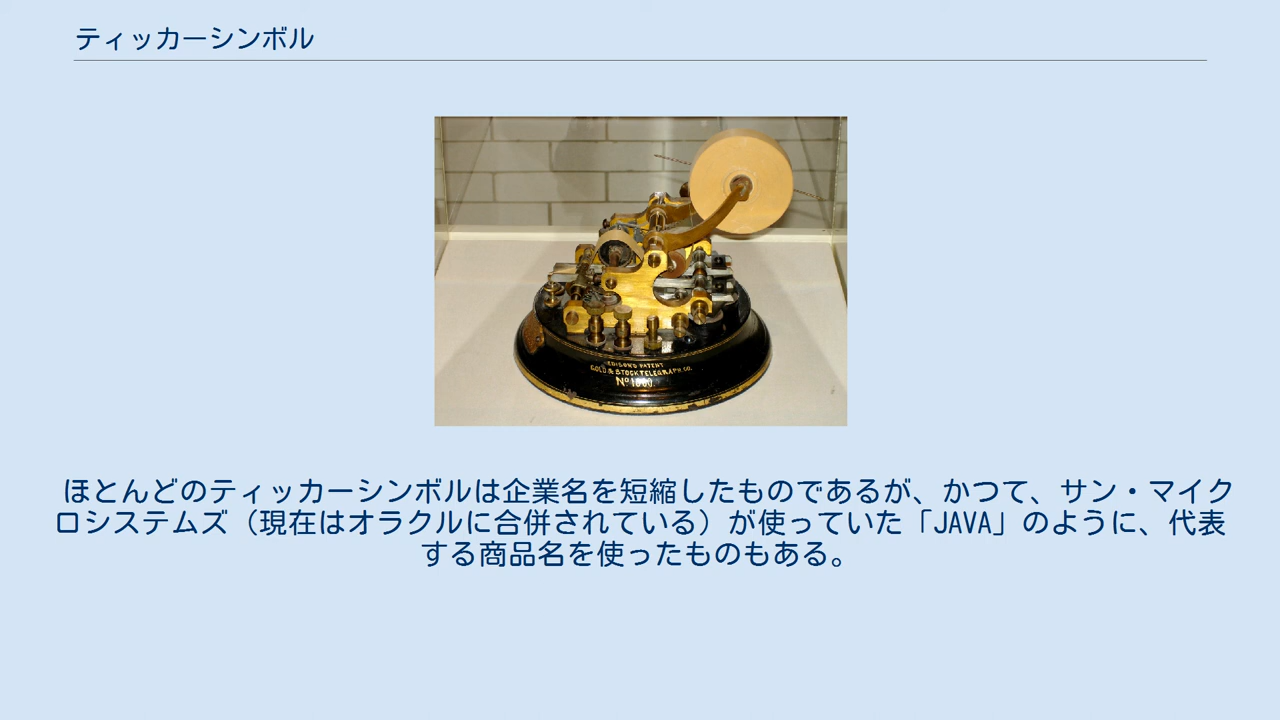 ティッカーシンボル
EDISON'S PATENT
GOLD & STOCK TELEGRAPH CO.
ほとんどのティッカーシンボルは企業名を短縮したものであるが、かつて、サン・マイク
ロシステムズ（現在はオラクルに合併されている）が使っていた「JAVA」のように、代表
する商品名を使ったものもある。